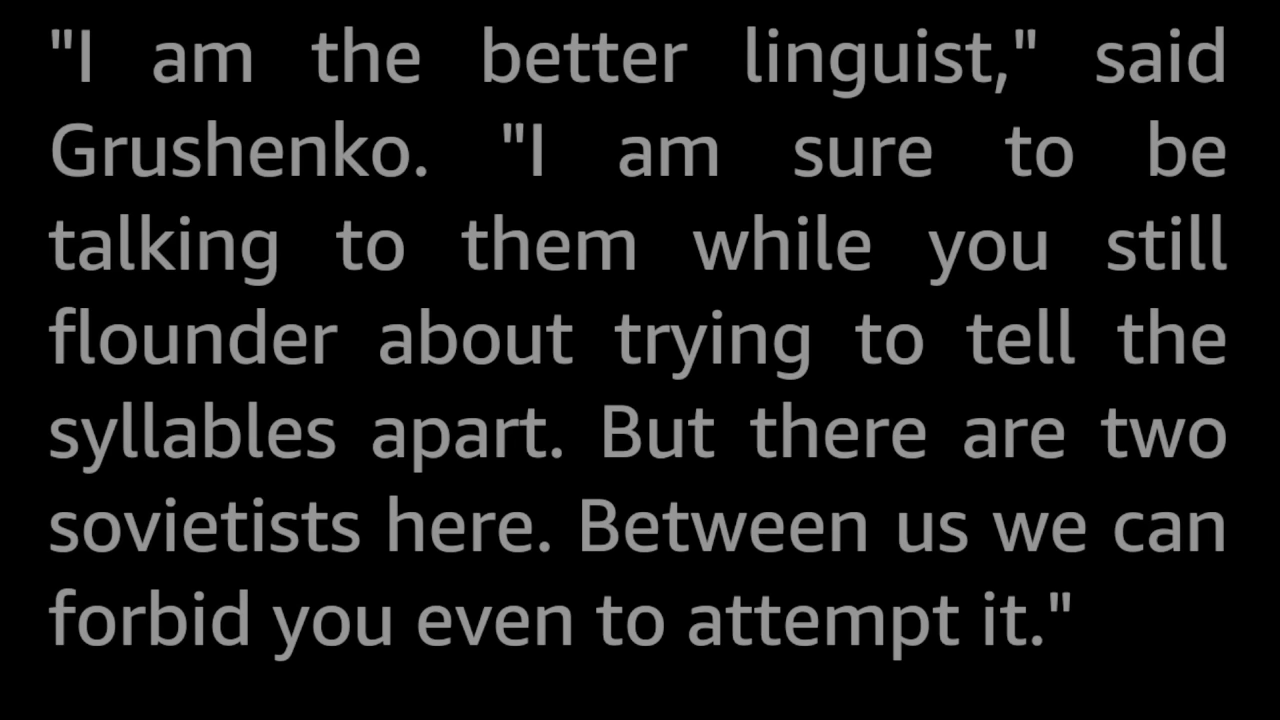 "I am the better linguist," said
Grushenko. "I am sure to be
talking to them while you still
flounder about trying to tell the
syllables apart. But there are two
sovietists here. Between us we can
forbid you even to attempt it."